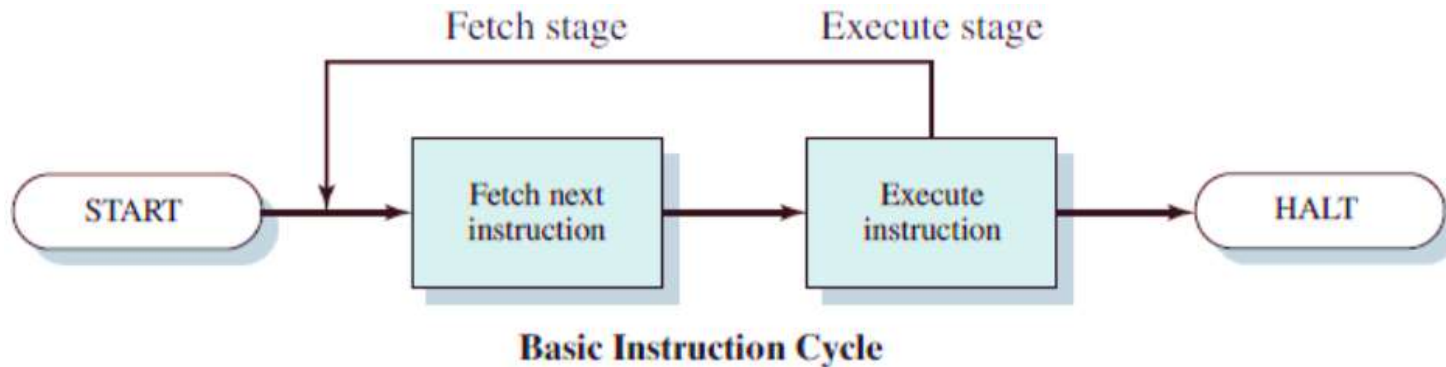 Fetch stage
Execute stage
START
Fetch next
instruction
Execute
instruction
HALT
Basic Instruction Cycle